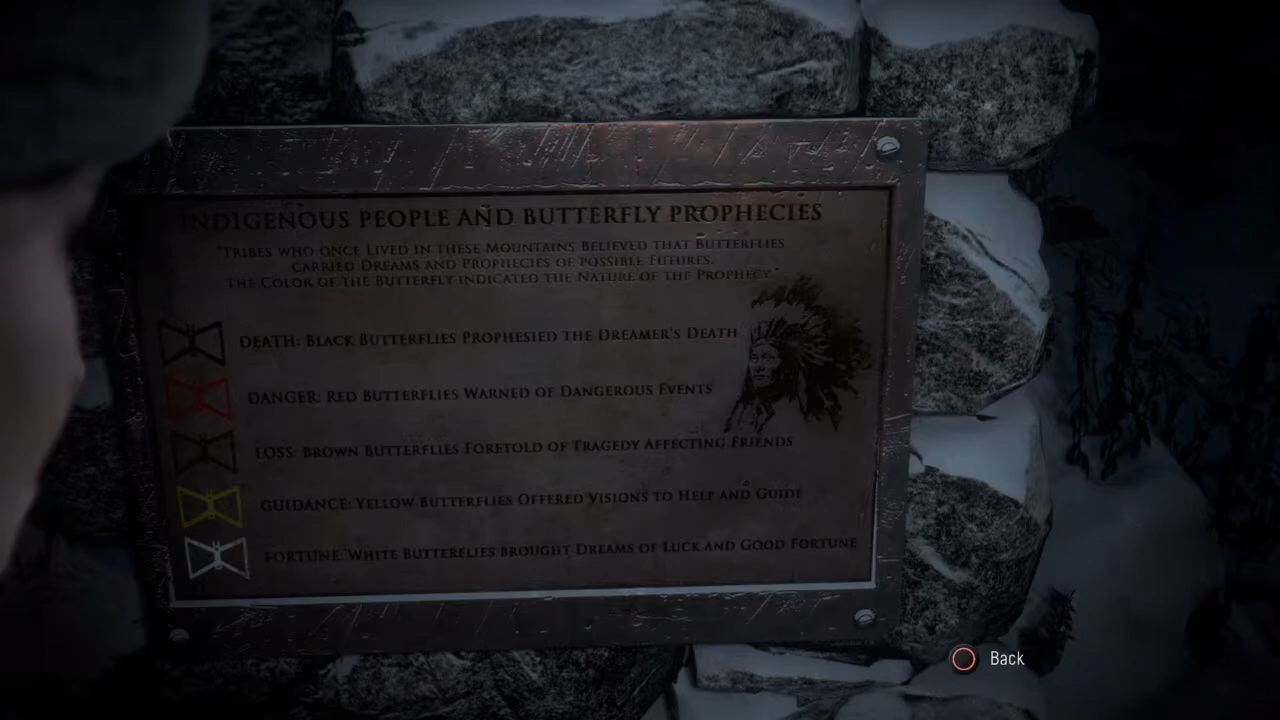 INDIGENOUS PEOPLE AND BUTTERFLY PROPHECIES
"TRIBES WHO ONCE LIVED IN THESE MOUNTAINS BELIEVED THAT BUTTERFLIES
CARRIED DREAMS AND PROPHECIES OF POSSIBLE FUTURES.
THE COLOR OF THE BUTTERFLY INDICATED THE NATURE OF THE PROPHECY"
DEATH: BLACK BUTTERFLIES PROPHESIED THE DREAMER'S DEATH
DANGER: RED BUTTERFLIES WARNED OF DANGEROUS EVENTS
LOSS: BROWN BUTTERFLIES FORETOLD OF TRAGEDY AFFECTING FRIENDS
GUIDANCE: YELLOW BUTTERFLIES OFFERED VISIONS TO HELP AND GUIDE
FORTUNE: WHITE BUTTERFLIES BROUGHT DREAMS OF LUCK AND GOOD FORTUNE
Back